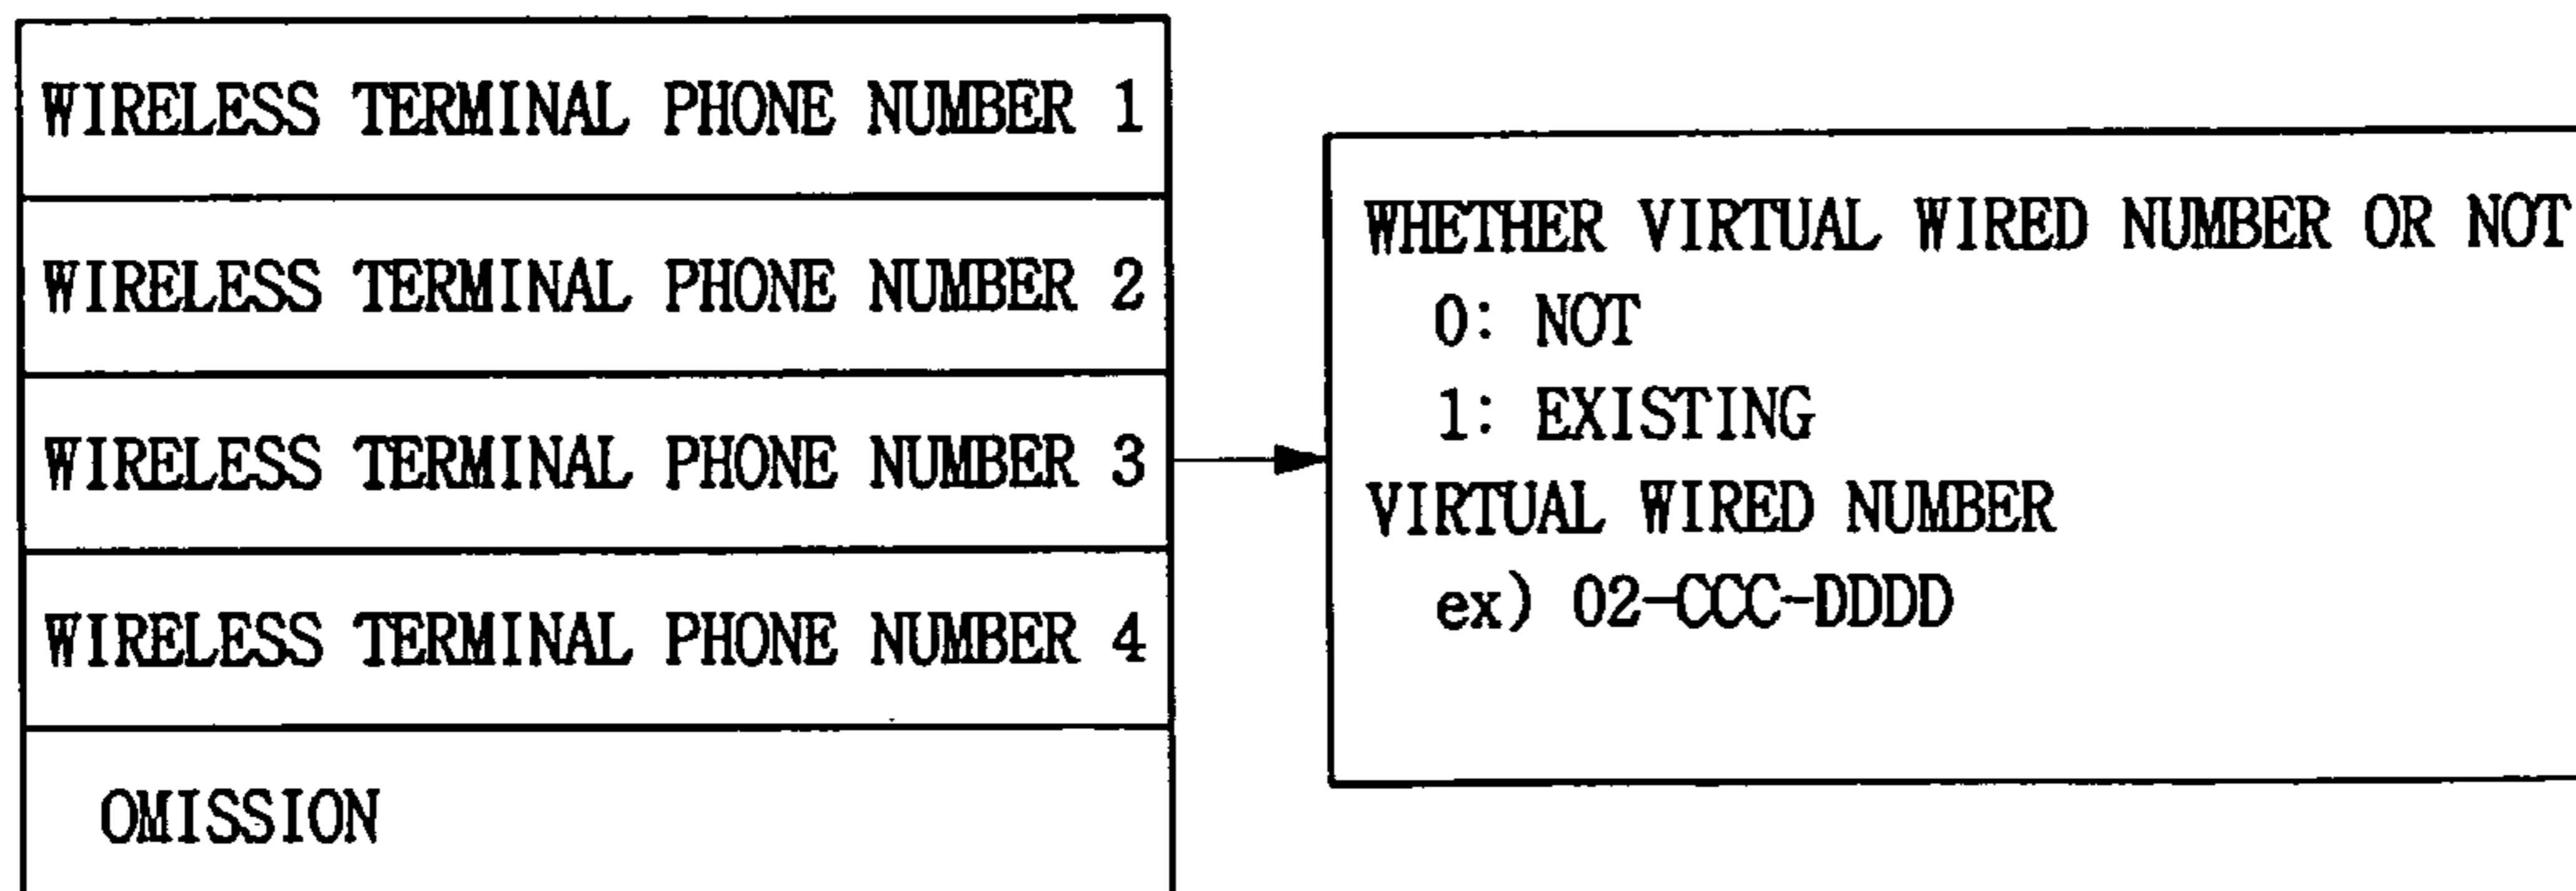 WIRELESS TERMINAL PHONE NUMBER 1
WIRELESS TERMINAL PHONE NUMBER 2
WIRELESS TERMINAL PHONE NUMBER 3
WIRELESS TERMINAL PHONE NUMBER 4
OMISSION
WHETHER VIRTUAL WIRED NUMBER OR NOT
0: NOT
1: EXISTING
VIRTUAL WIRED NUMBER
ex) 02-CCC-DDDD